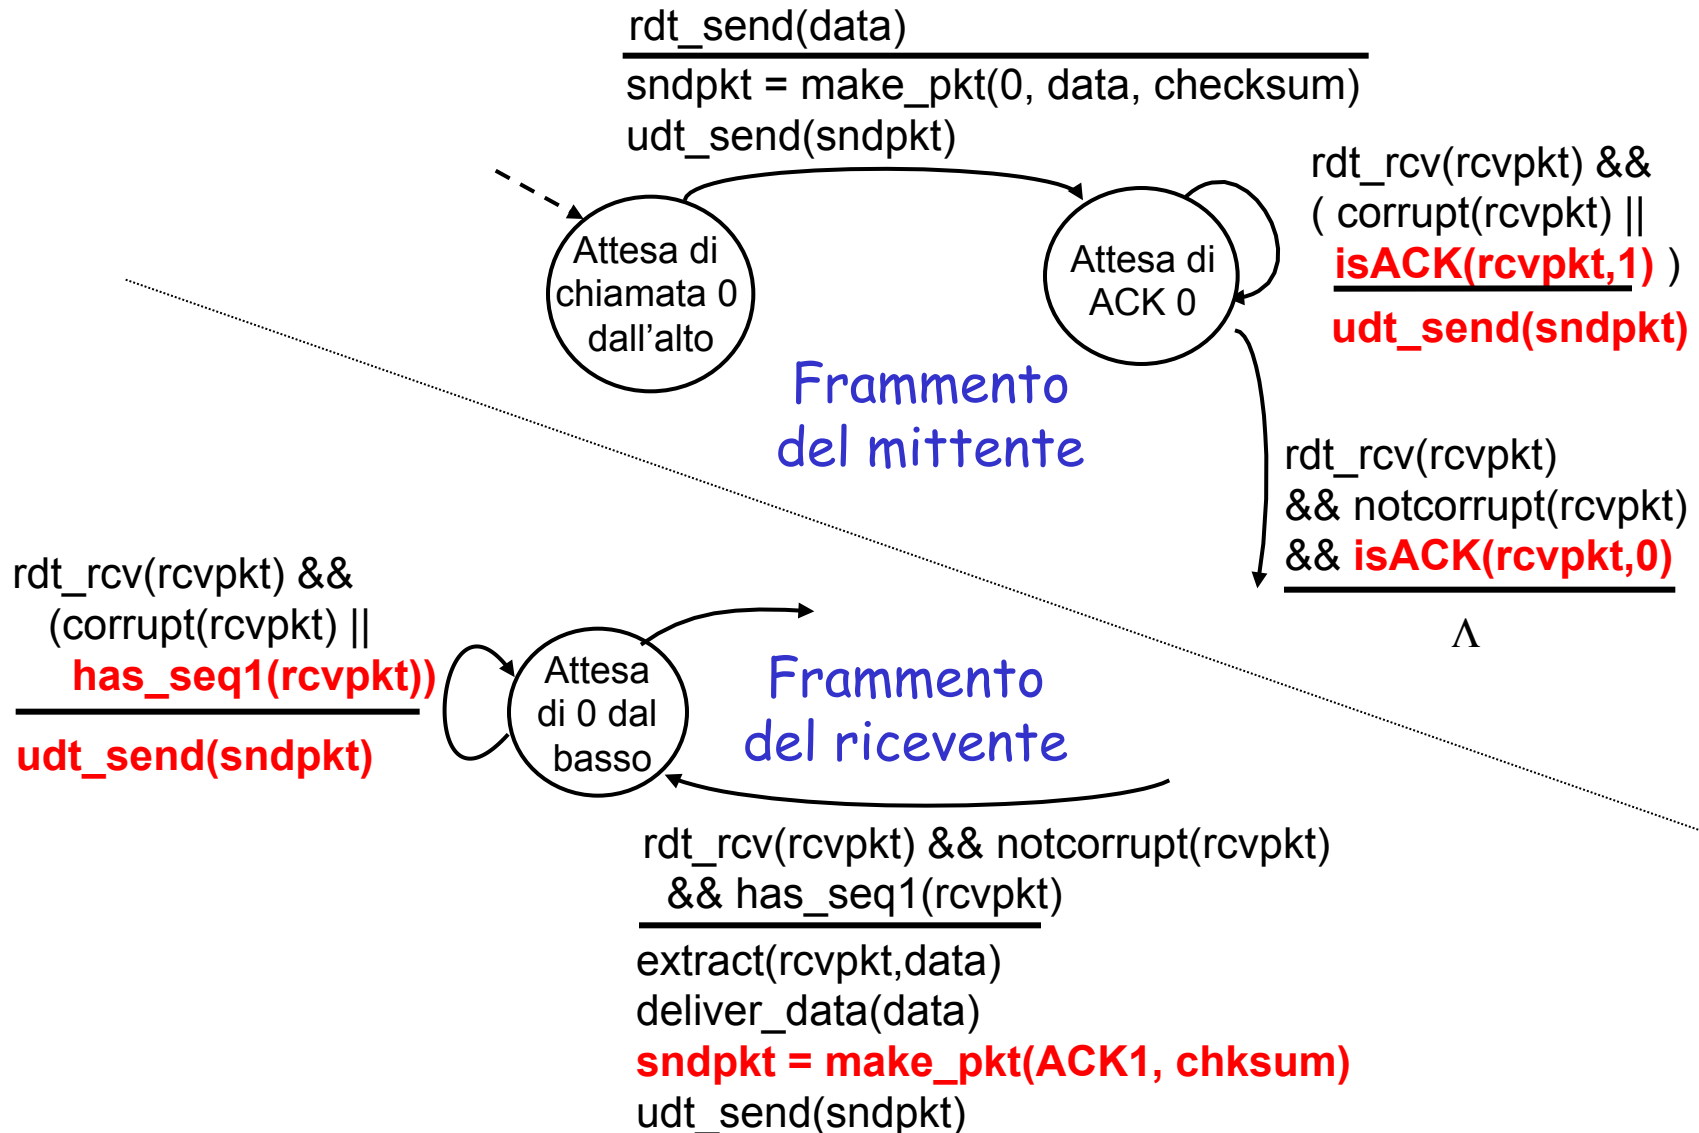 rdt_send(data)
sndpkt = make_pkt(0, data, checksum)
udt_send(sndpkt)
Attesa di
chiamata 0
dall'alto
Attesa di
ACK 0
rdt_rcv(rcvpkt) &&
( corrupt(rcvpkt) ||
isACK(rcvpkt,1) )
udt_send(sndpkt)
Frammento
del mittente
rdt_rcv(rcvpkt)
&& notcorrupt(rcvpkt)
&& isACK(rcvpkt,0)
Λ
rdt_rcv(rcvpkt) &&
(corrupt(rcvpkt) ||
has_seq1(rcvpkt))
udt_send(sndpkt)
Attesa
di 0 dal
basso
Frammento
del ricevente
rdt_rcv(rcvpkt) && notcorrupt(rcvpkt)
&& has_seq1(rcvpkt)
extract(rcvpkt,data)
deliver_data(data)
sndpkt = make_pkt(ACK1, chksum)
udt_send(sndpkt)